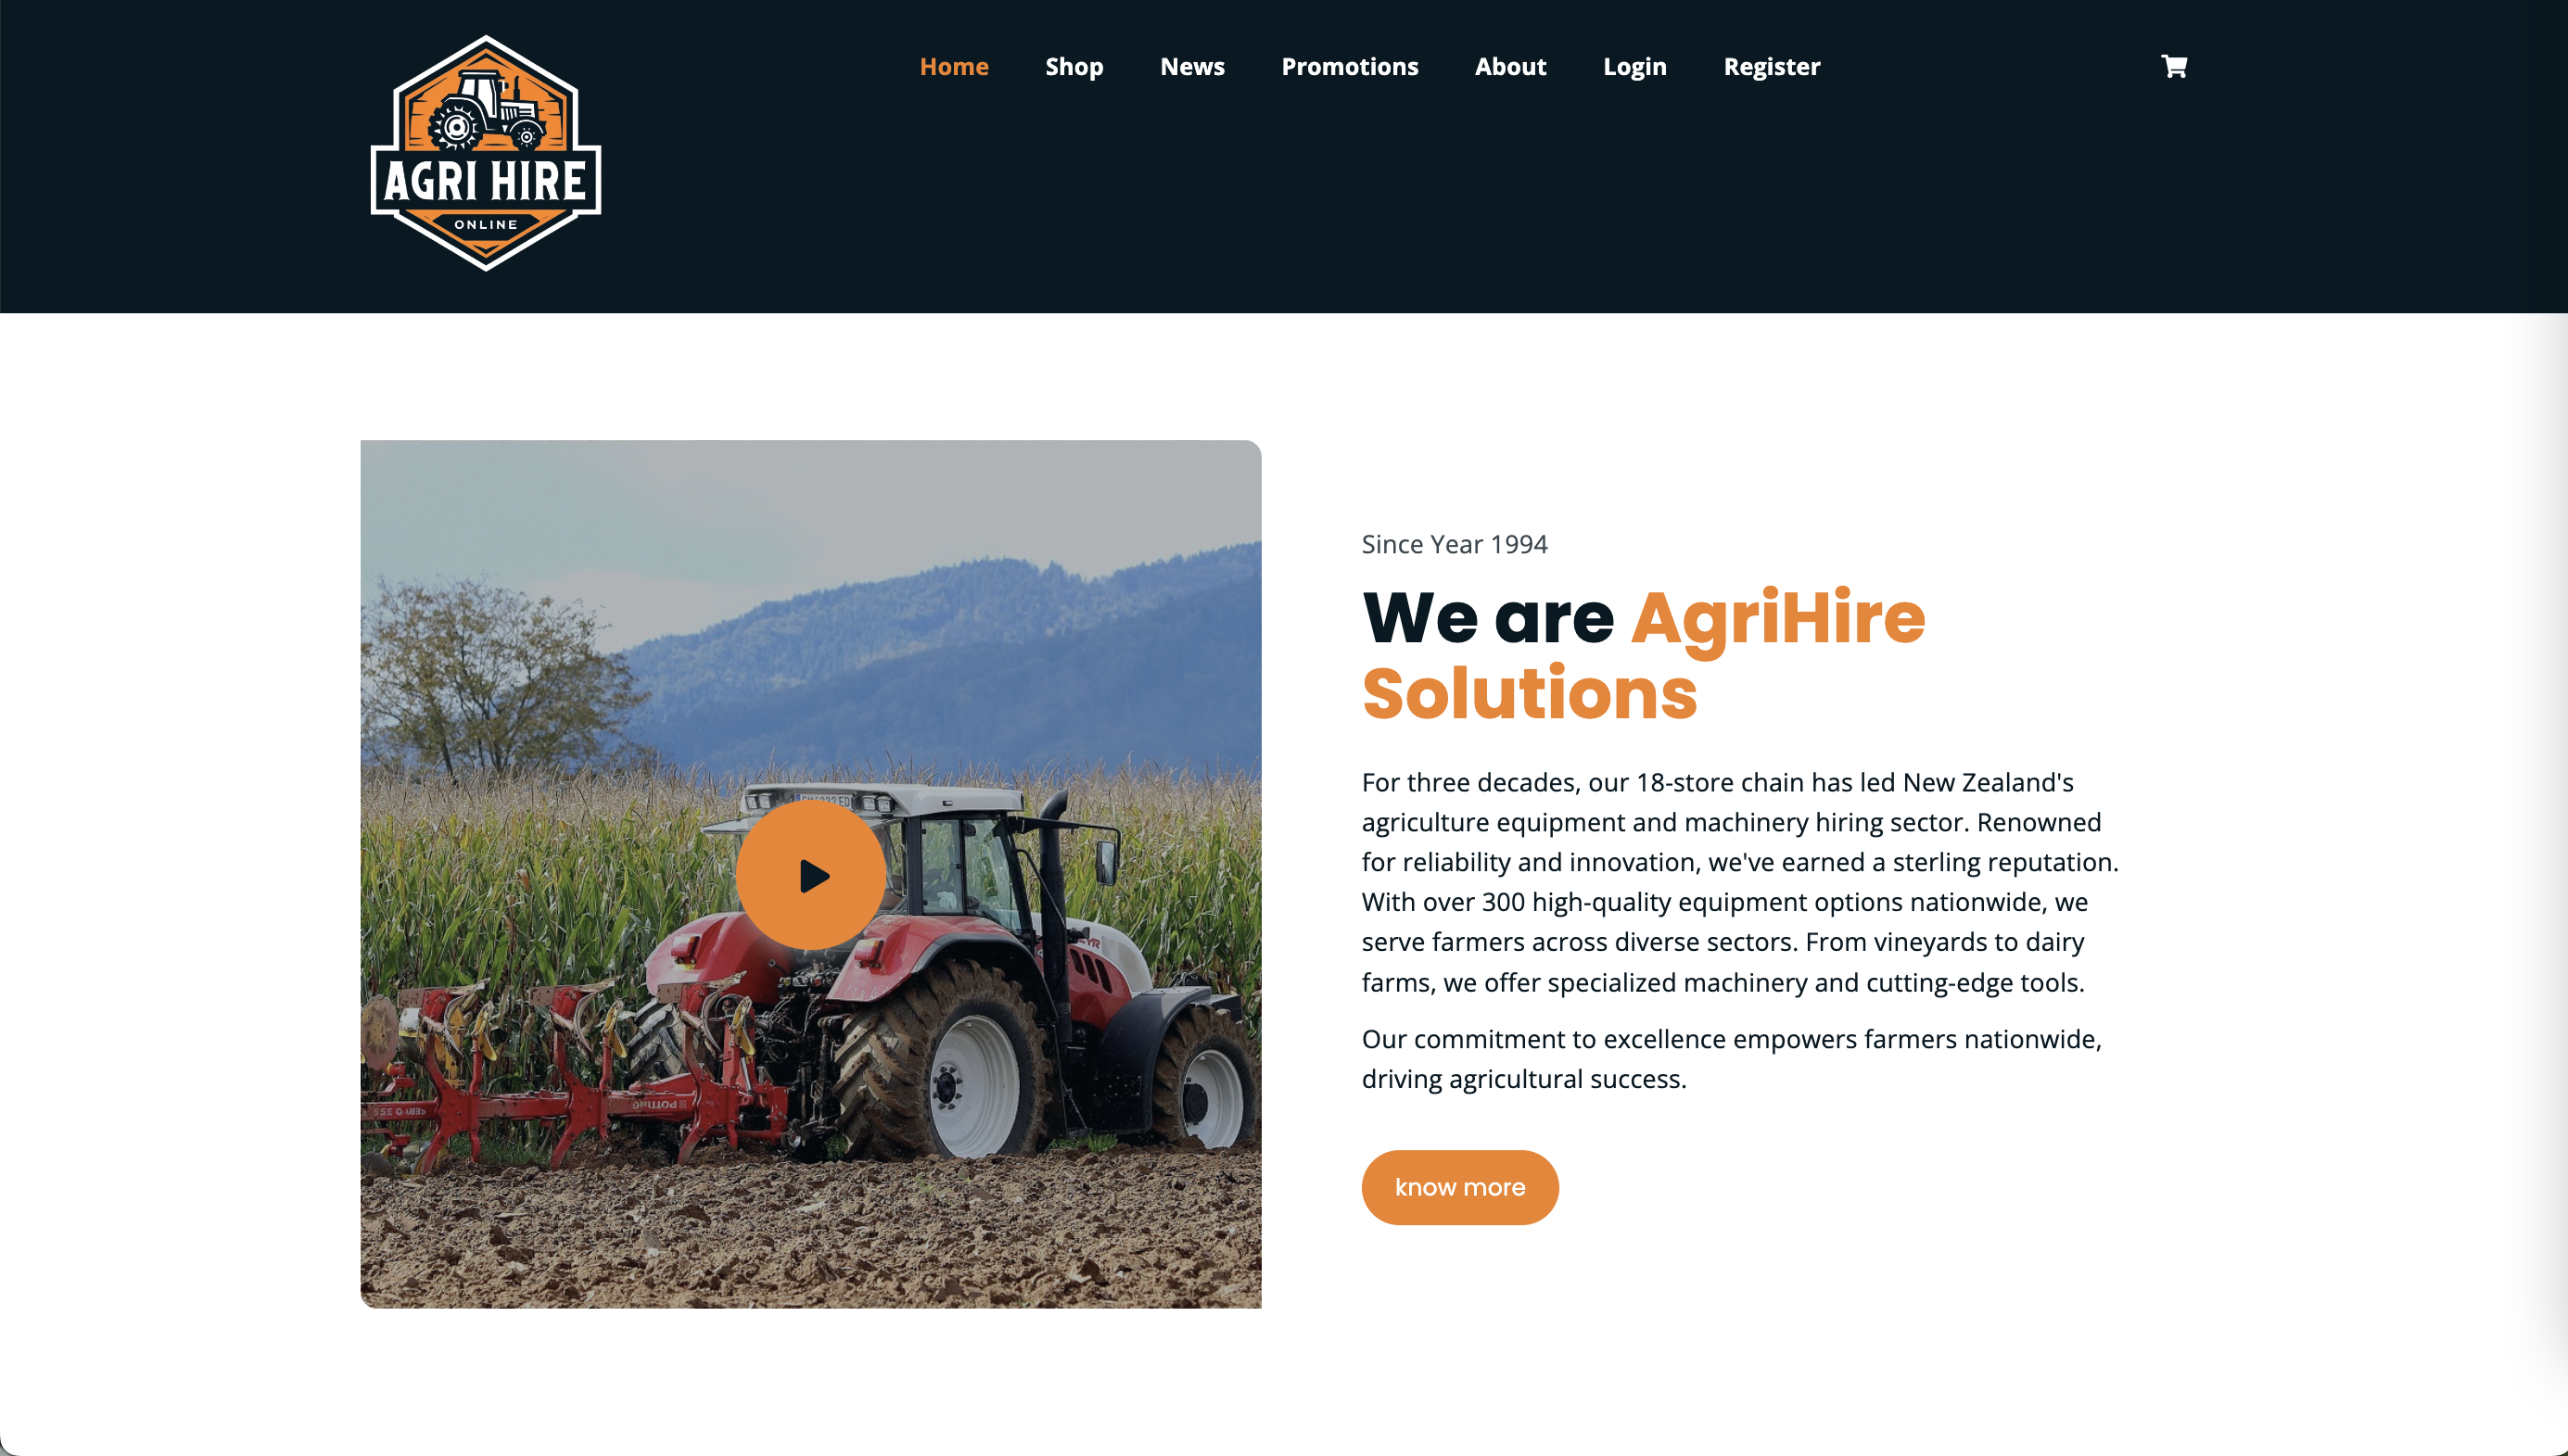 AGRI HIRE
ONLINE
Home Shop News Promotions About Login Register
Since Year 1994
We are AgriHire
Solutions
For three decades, our 18-store chain has led New Zealand's
agriculture equipment and machinery hiring sector. Renowned
for reliability and innovation, we've earned a sterling reputation.
With over 300 high-quality equipment options nationwide, we
serve farmers across diverse sectors. From vineyards to dairy
farms, we offer specialized machinery and cutting-edge tools.
Our commitment to excellence empowers farmers nationwide,
driving agricultural success.
know more